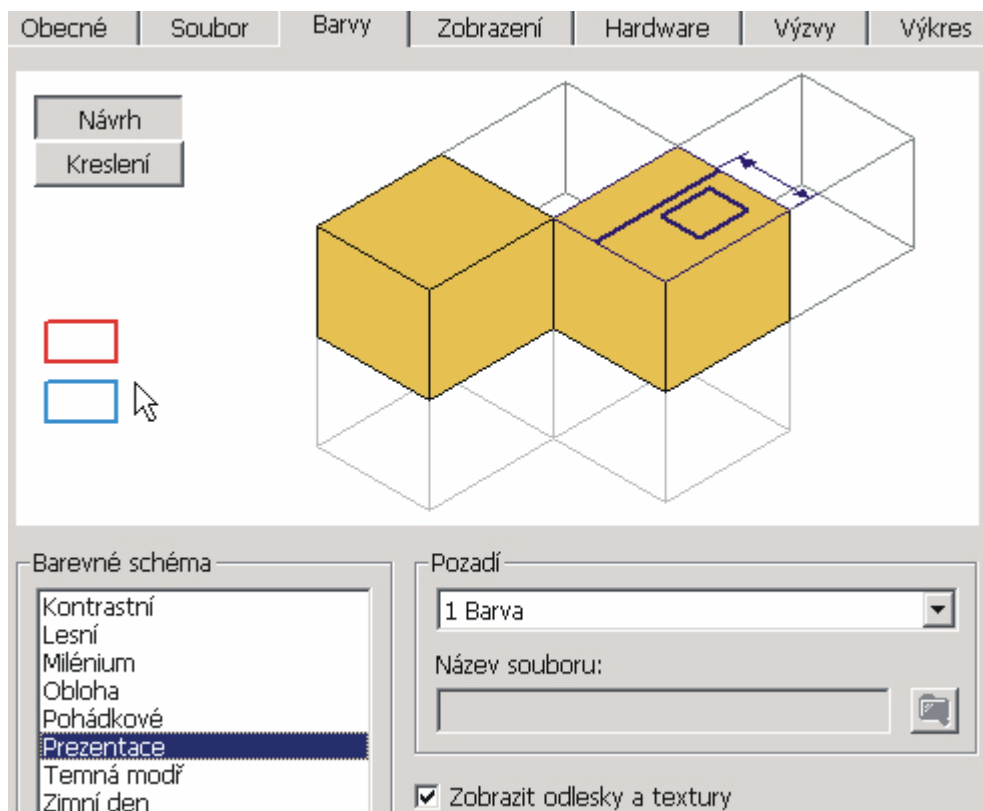 Obecné Soubor Barvy Zobrazení Hardware Výzvy Výkres
Návrh
Kreslení
Barevné schéma
Kontrastní
Lesní
Milénium
Obloha
Pohádkové
Prezentace
Temná modř
Zimní den
Pozadí
1 Barva
Název souboru:
Zobrazit odlesky a textury